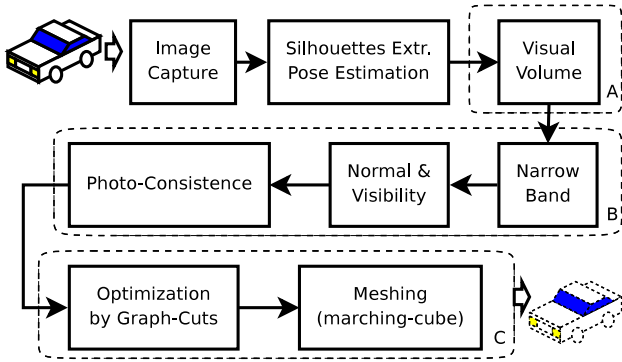 Image
Capture
Silhouettes Extr.
Pose Estimation
Visual
Volume
A
Photo-Consistence
Normal &
Visibility
Narrow
Band
B
Optimization
by Graph-Cuts
Meshing
(marching-cube)
C